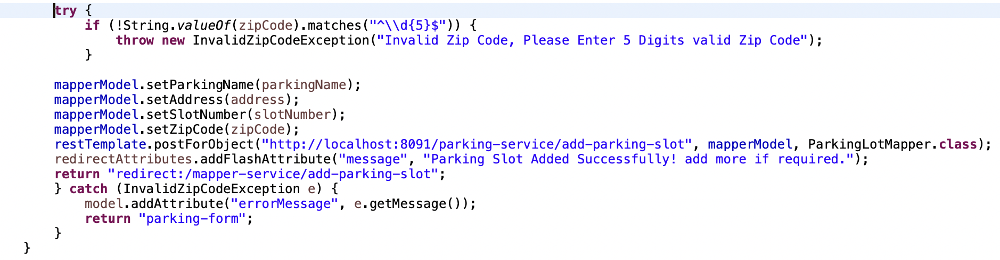 try {
if (!String.valueOf(zipCode).matches("^\\d{5}$")) {
throw new InvalidZipCodeException("Invalid Zip Code, Please Enter 5 Digits valid Zip Code");
}
mapperModel.setParkingName(parkingName);
mapperModel.setAddress(address);
mapperModel.setSlotNumber(slotNumber);
mapperModel.setZipCode(zipCode);
restTemplate.postForObject("http://localhost:8091/parking-service/add-parking-slot", mapperModel, ParkingLotMapper.class);
redirectAttributes.addFlashAttribute("message", "Parking Slot Added Successfully! add more if required.");
return "redirect:/mapper-service/add-parking-slot";
} catch (InvalidZipCodeException e) {
model.addAttribute("errorMessage", e.getMessage());
return "parking-form";
}
}